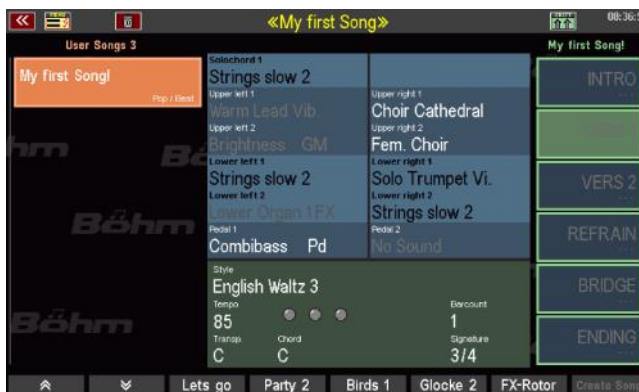 «My first Song»
08:36:
User Songs 3
My first Song!
My first Song!
Pop / Beat
Solochord 1
Strings slow 2
Upper left 1
Upper right 1
Warm Lead Vib.
Choir Cathedral
Upper left 2
Upper right 2
Brightness GM
Fem. Choir
Lower left 1
Lower right 1
Strings slow 2
Solo Trumpet Vi.
Lower left 2
Lower right 2
Lower Organ 1FX
Strings slow 2
Pedal 1
Pedal 2
Combibass Pd
No Sound
Style
English Waltz 3
Tempo
Barcount
85
1
Transp.
Chord
Signature
C
C
3/4
INTRO
VERS 2
REFRAIN
BRIDGE
ENDING
Böhm
Böhm
Lets go
Party 2
Birds 1
Glocke 2
FX-Rotor
Create Song